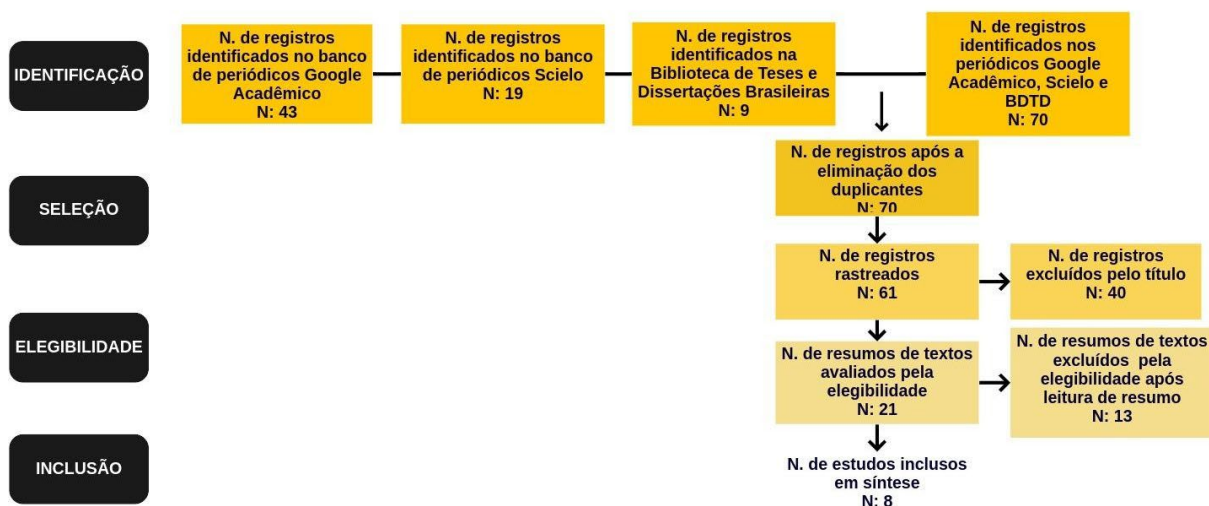 IDENTIFICAÇÃO
N. de registros
identificados no banco
de periódicos Google
Acadêmico
N: 43
N. de registros
identificados no banco
de periódicos Scielo
N: 19
N. de registros
identificados na
Biblioteca de Teses e
Dissertações Brasileiras
N: 9
N. de registros
identificados nos
periódicos Google
Acadêmico, Scielo e
BDTD
N: 70
SELEÇÃO
N. de registros após a
eliminação dos
duplicantes
N: 70
N. de registros
rastreados
N: 61
N. de registros
excluídos pelo título
N: 40
ELEGIBILIDADE
N. de resumos de textos
avaliados pela
elegibilidade
N: 21
N. de resumos de textos
excluídos pela
elegibilidade após
leitura de resumo
N: 13
INCLUSÃO
N. de estudos inclusos
em síntese
N: 8